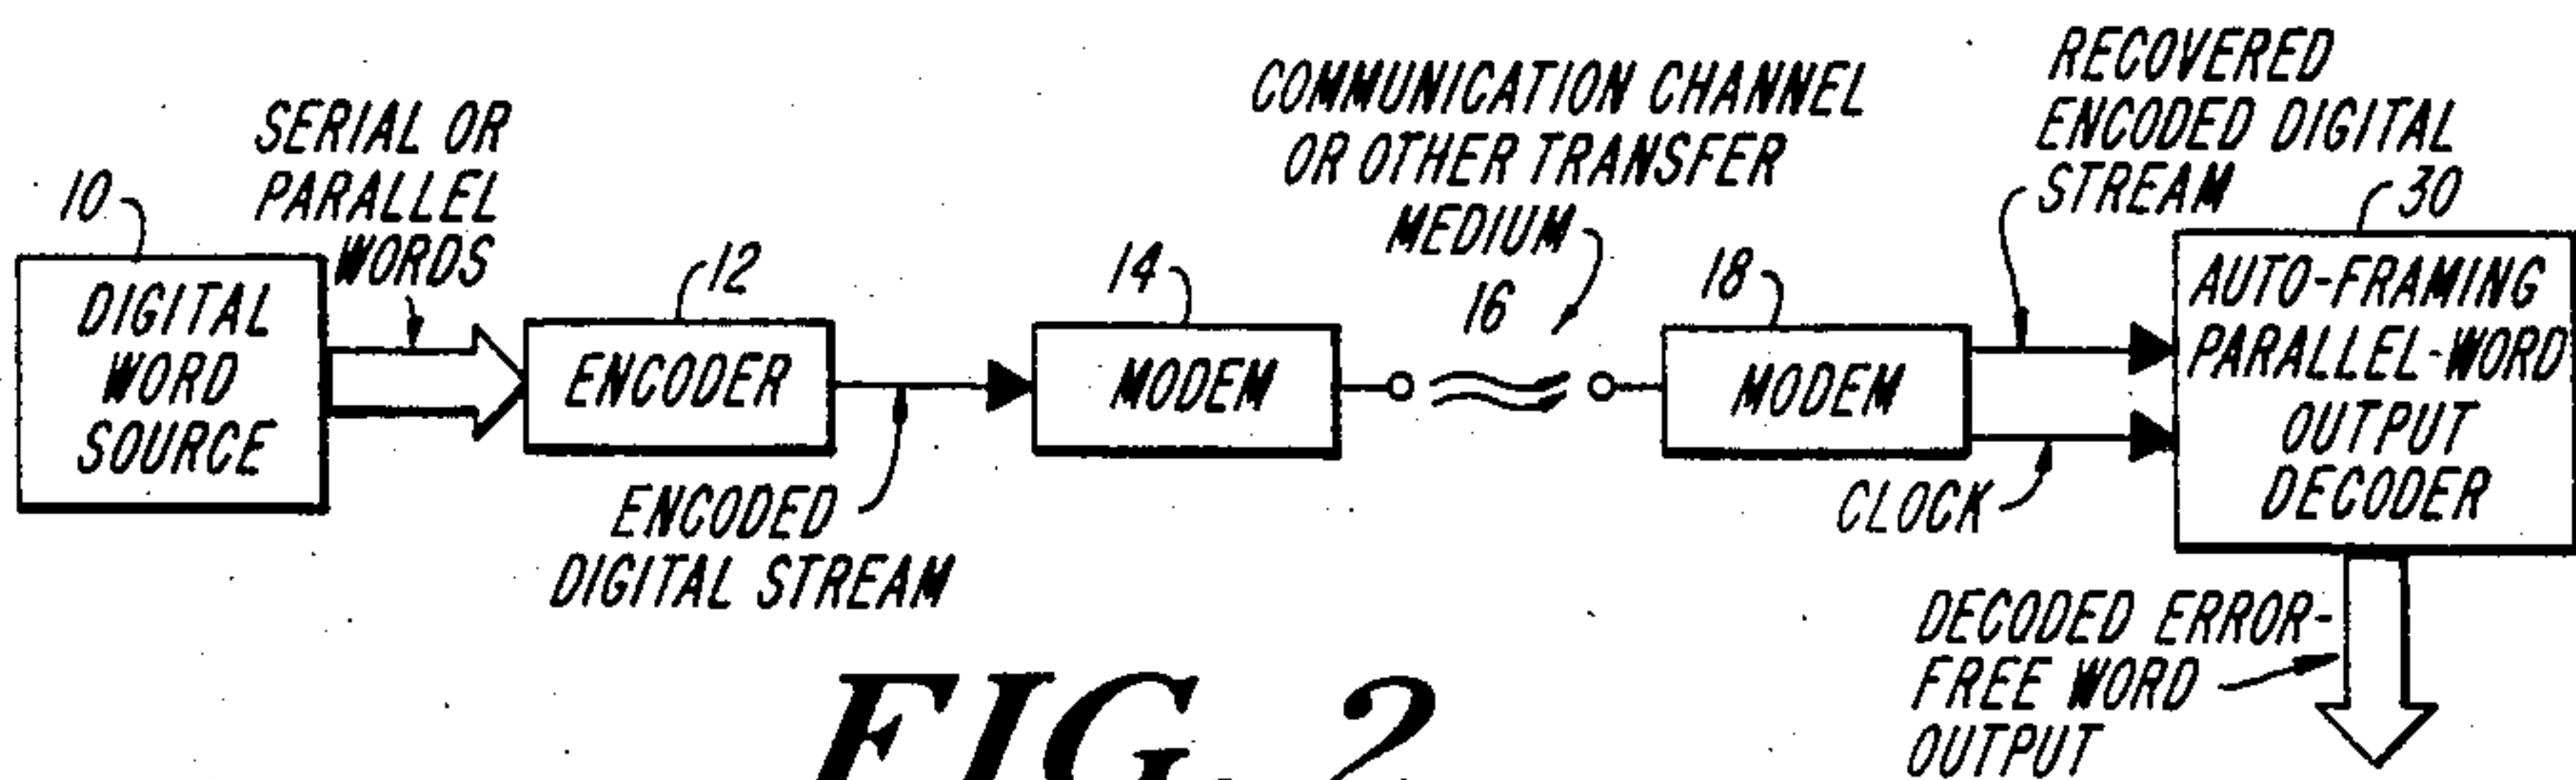 10
DIGITAL
WORD
SOURCE
SERIAL OR
PARALLEL
WORDS
12
ENCODER
ENCODED
DIGITAL STREAM
14
MODEM
COMMUNICATION CHANNEL
OR OTHER TRANSFER
MEDIUM
16
18
MODEM
RECOVERED
ENCODED DIGITAL
STREAM
CLOCK
30
AUTO-FRAMING
PARALLEL-WORD
OUTPUT
DECODER
DECODED ERROR-
FREE WORD
OUTPUT
FIG. 2